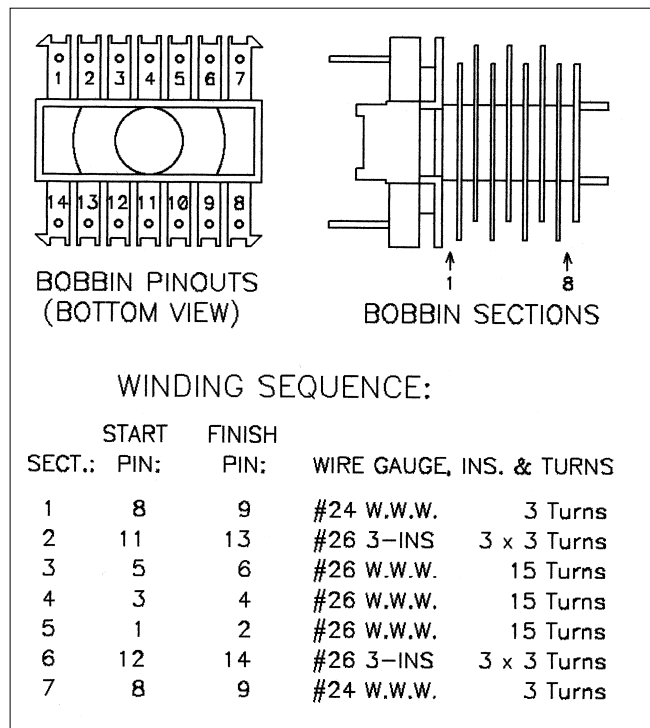 1 2 3 4 5 6 7
14 13 12 11 10 9 8
BOBBIN PINOUTS
(BOTTOM VIEW)
1 8
BOBBIN SECTIONS
WINDING SEQUENCE:
START FINISH
SECT.: PIN: PIN: WIRE GAUGE, INS. & TURNS
1 8 9 #24 W.W.W. 3 Turns
2 11 13 #26 3-INS 3 x 3 Turns
3 5 6 #26 W.W.W. 15 Turns
4 3 4 #26 W.W.W. 15 Turns
5 1 2 #26 W.W.W. 15 Turns
6 12 14 #26 3-INS 3 x 3 Turns
7 8 9 #24 W.W.W. 3 Turns